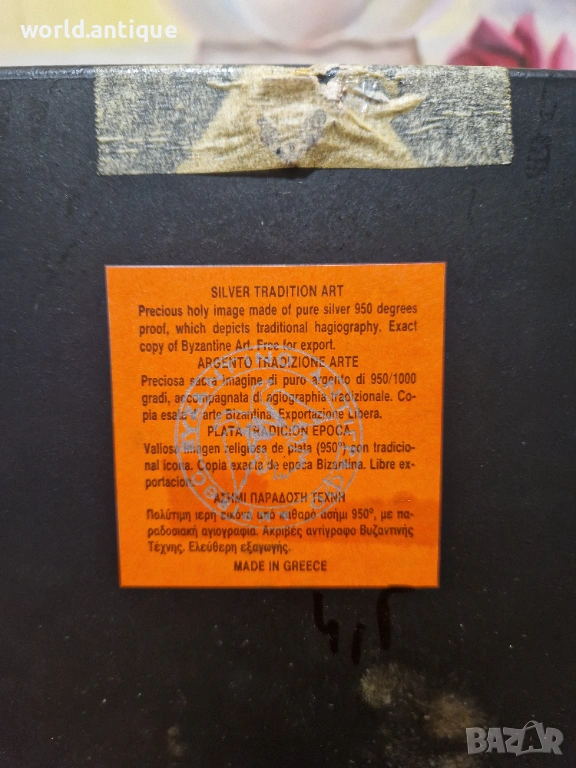 world.antique
SILVER TRADITION ART
Precious holy image made of pure silver 950 degrees
proof, which depicts traditional hagiography. Exact
copy of Byzantine Art. Free for export.
ARGENTO TRADIZIONE ARTE
Preciosa sacra imagine di puro argento di 950/1000
gradi, accompagnata di agiographia tradizionale. Co-
pia esata d'arte Bizantina. Exportazione Libera.
PLATA TRADICION EPOCA
Valiosa imagen religiosa de plata (950°) con tradicio-
nal icona. Copia exacta de epoca Bizantina. Libre ex-
portacion.
ΑΣΗΜΙ ΠΑΡΑΔΟΣΗ ΤΕΧΝΗ
Πολύτιμη ιερή εικόνα από καθαρό ασήμι 950°, με πα-
ραδοσιακή αγιογραφία. Ακριβές αντίγραφο Βυζαντινής
Τέχνης. Ελεύθερη εξαγωγής.
MADE IN GREECE
BAZAR